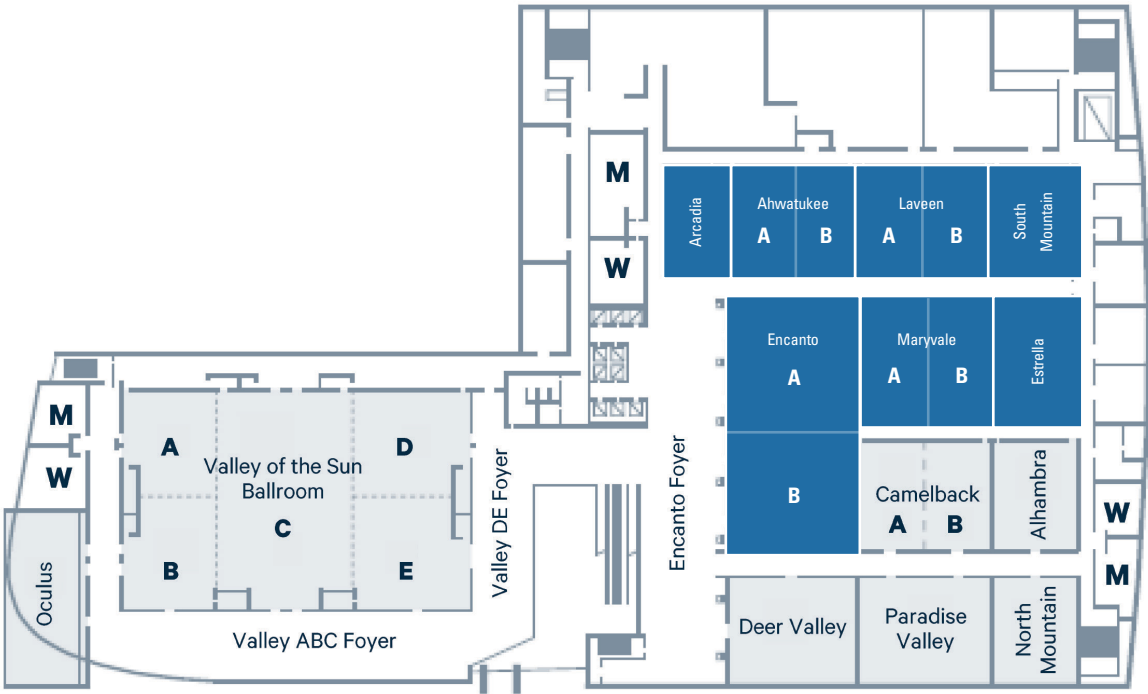 M
W
Arcadia
Ahwatukee
A B
Laveen
A B
South
Mountain
Encanto
A
B
Maryvale
A B
Estrella
Camelback
A B
Alhambra
Encanto Foyer
Deer Valley
Paradise
Valley
North
Mountain
W
M
M
W
Oculus
A
B
Valley of the Sun
Ballroom
C
D
E
Valley DE Foyer
Valley ABC Foyer